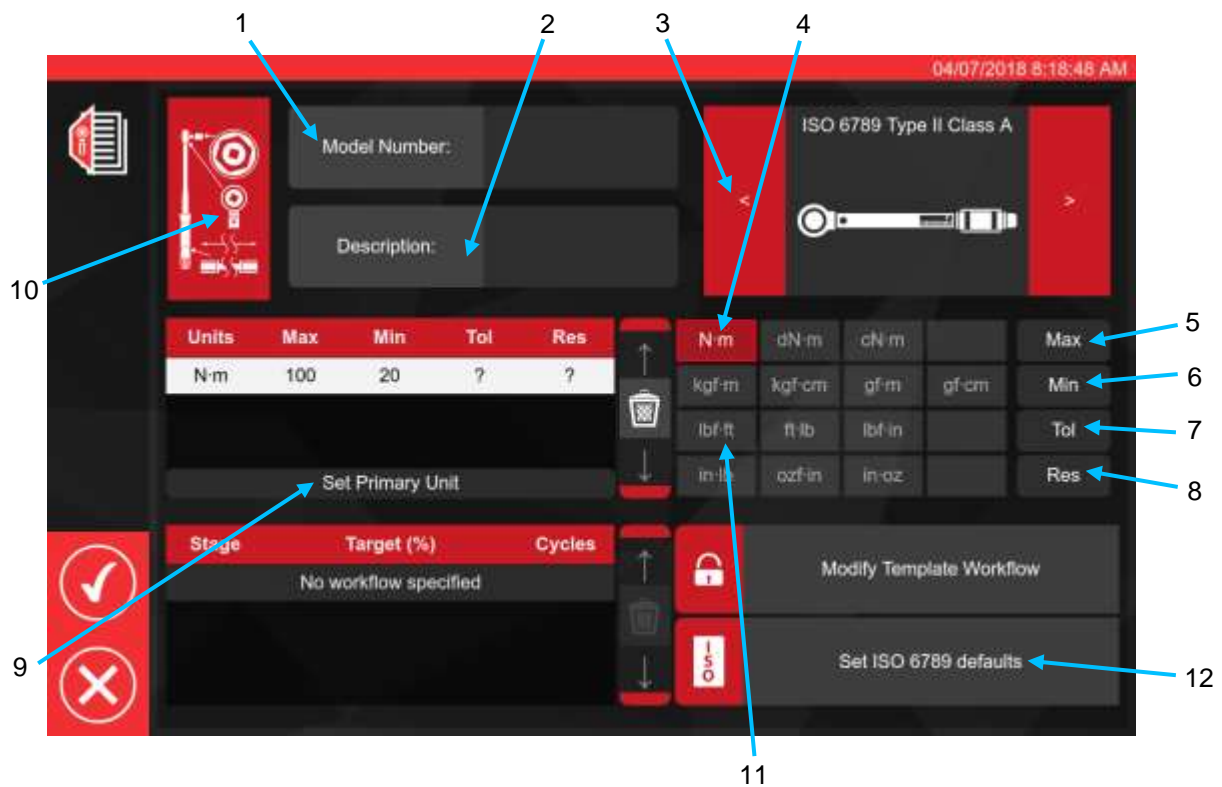 1 2 3 4
04/07/2018 8:18:48 AM
Model Number:
ISO 6789 Type II Class A
< >
Description:
10
Units Max Min Tol Res
N·m 100 20 ? ?
Set Primary Unit
N·m dN·m cN·m Max
kgf·m kgf·cm gf·m gf·cm Min
lbf·ft ft·lb lbf·in Tol
in·lb ozf·in in·oz Res
5
6
7
8
Stage Target (%) Cycles
No workflow specified
Modify Template Workflow
ISO
Set ISO 6789 defaults
9
12
11